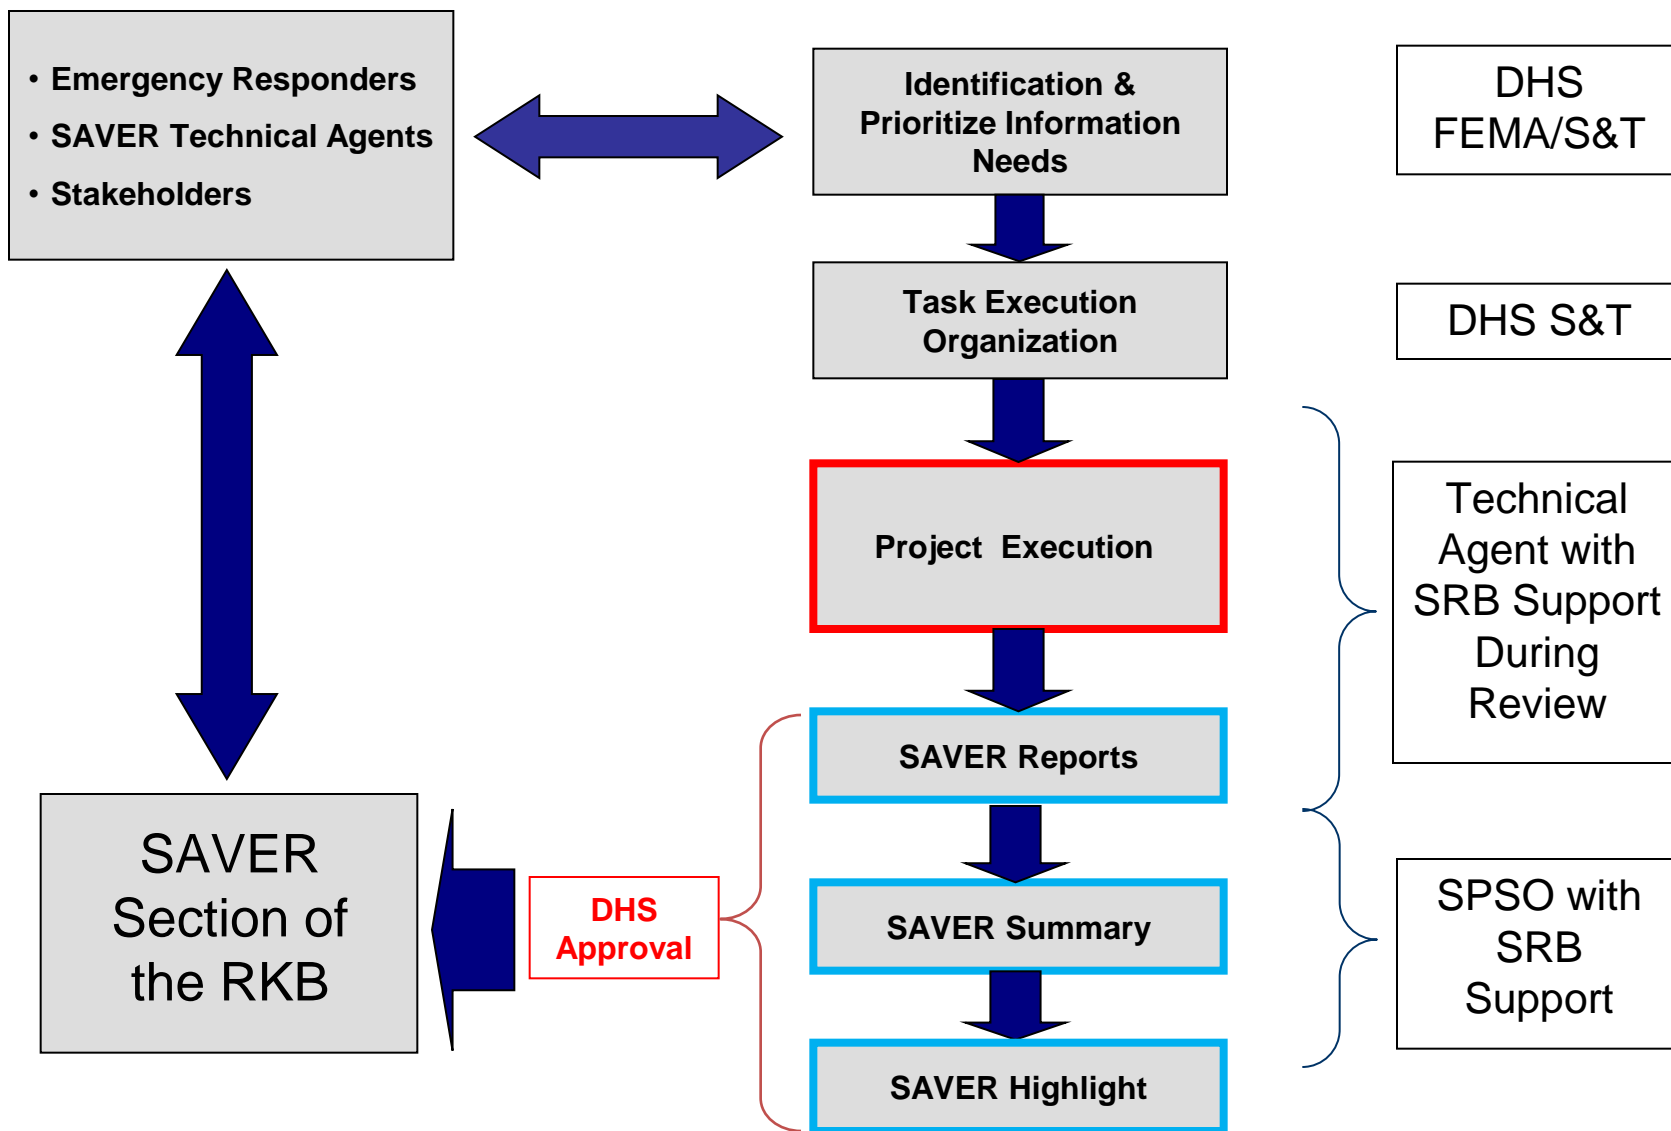 • Emergency Responders
• SAVER Technical Agents
• Stakeholders
Identification &
Prioritize Information
Needs
DHS
FEMA/S&T
Task Execution
Organization
DHS S&T
Project  Execution
Technical
Agent with
SRB Support
During
Review
SAVER Reports
SAVER
Section of
the RKB
DHS
Approval
SAVER Summary
SPSO with
SRB
Support
SAVER Highlight